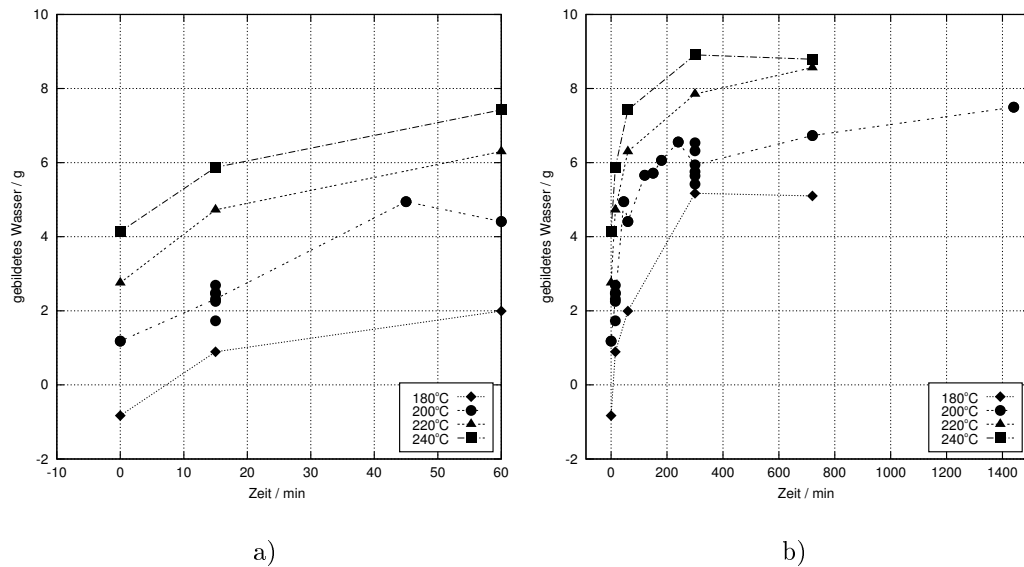 10
8
6
4
2
0
-2
-10 0 10 20 30 40 50 60
gebildetes Wasser / g
Zeit / min
180°C
200°C
220°C
240°C
a)
10
8
6
4
2
0
-2
0 200 400 600 800 1000 1200 1400
gebildetes Wasser / g
Zeit / min
180°C
200°C
220°C
240°C
b)